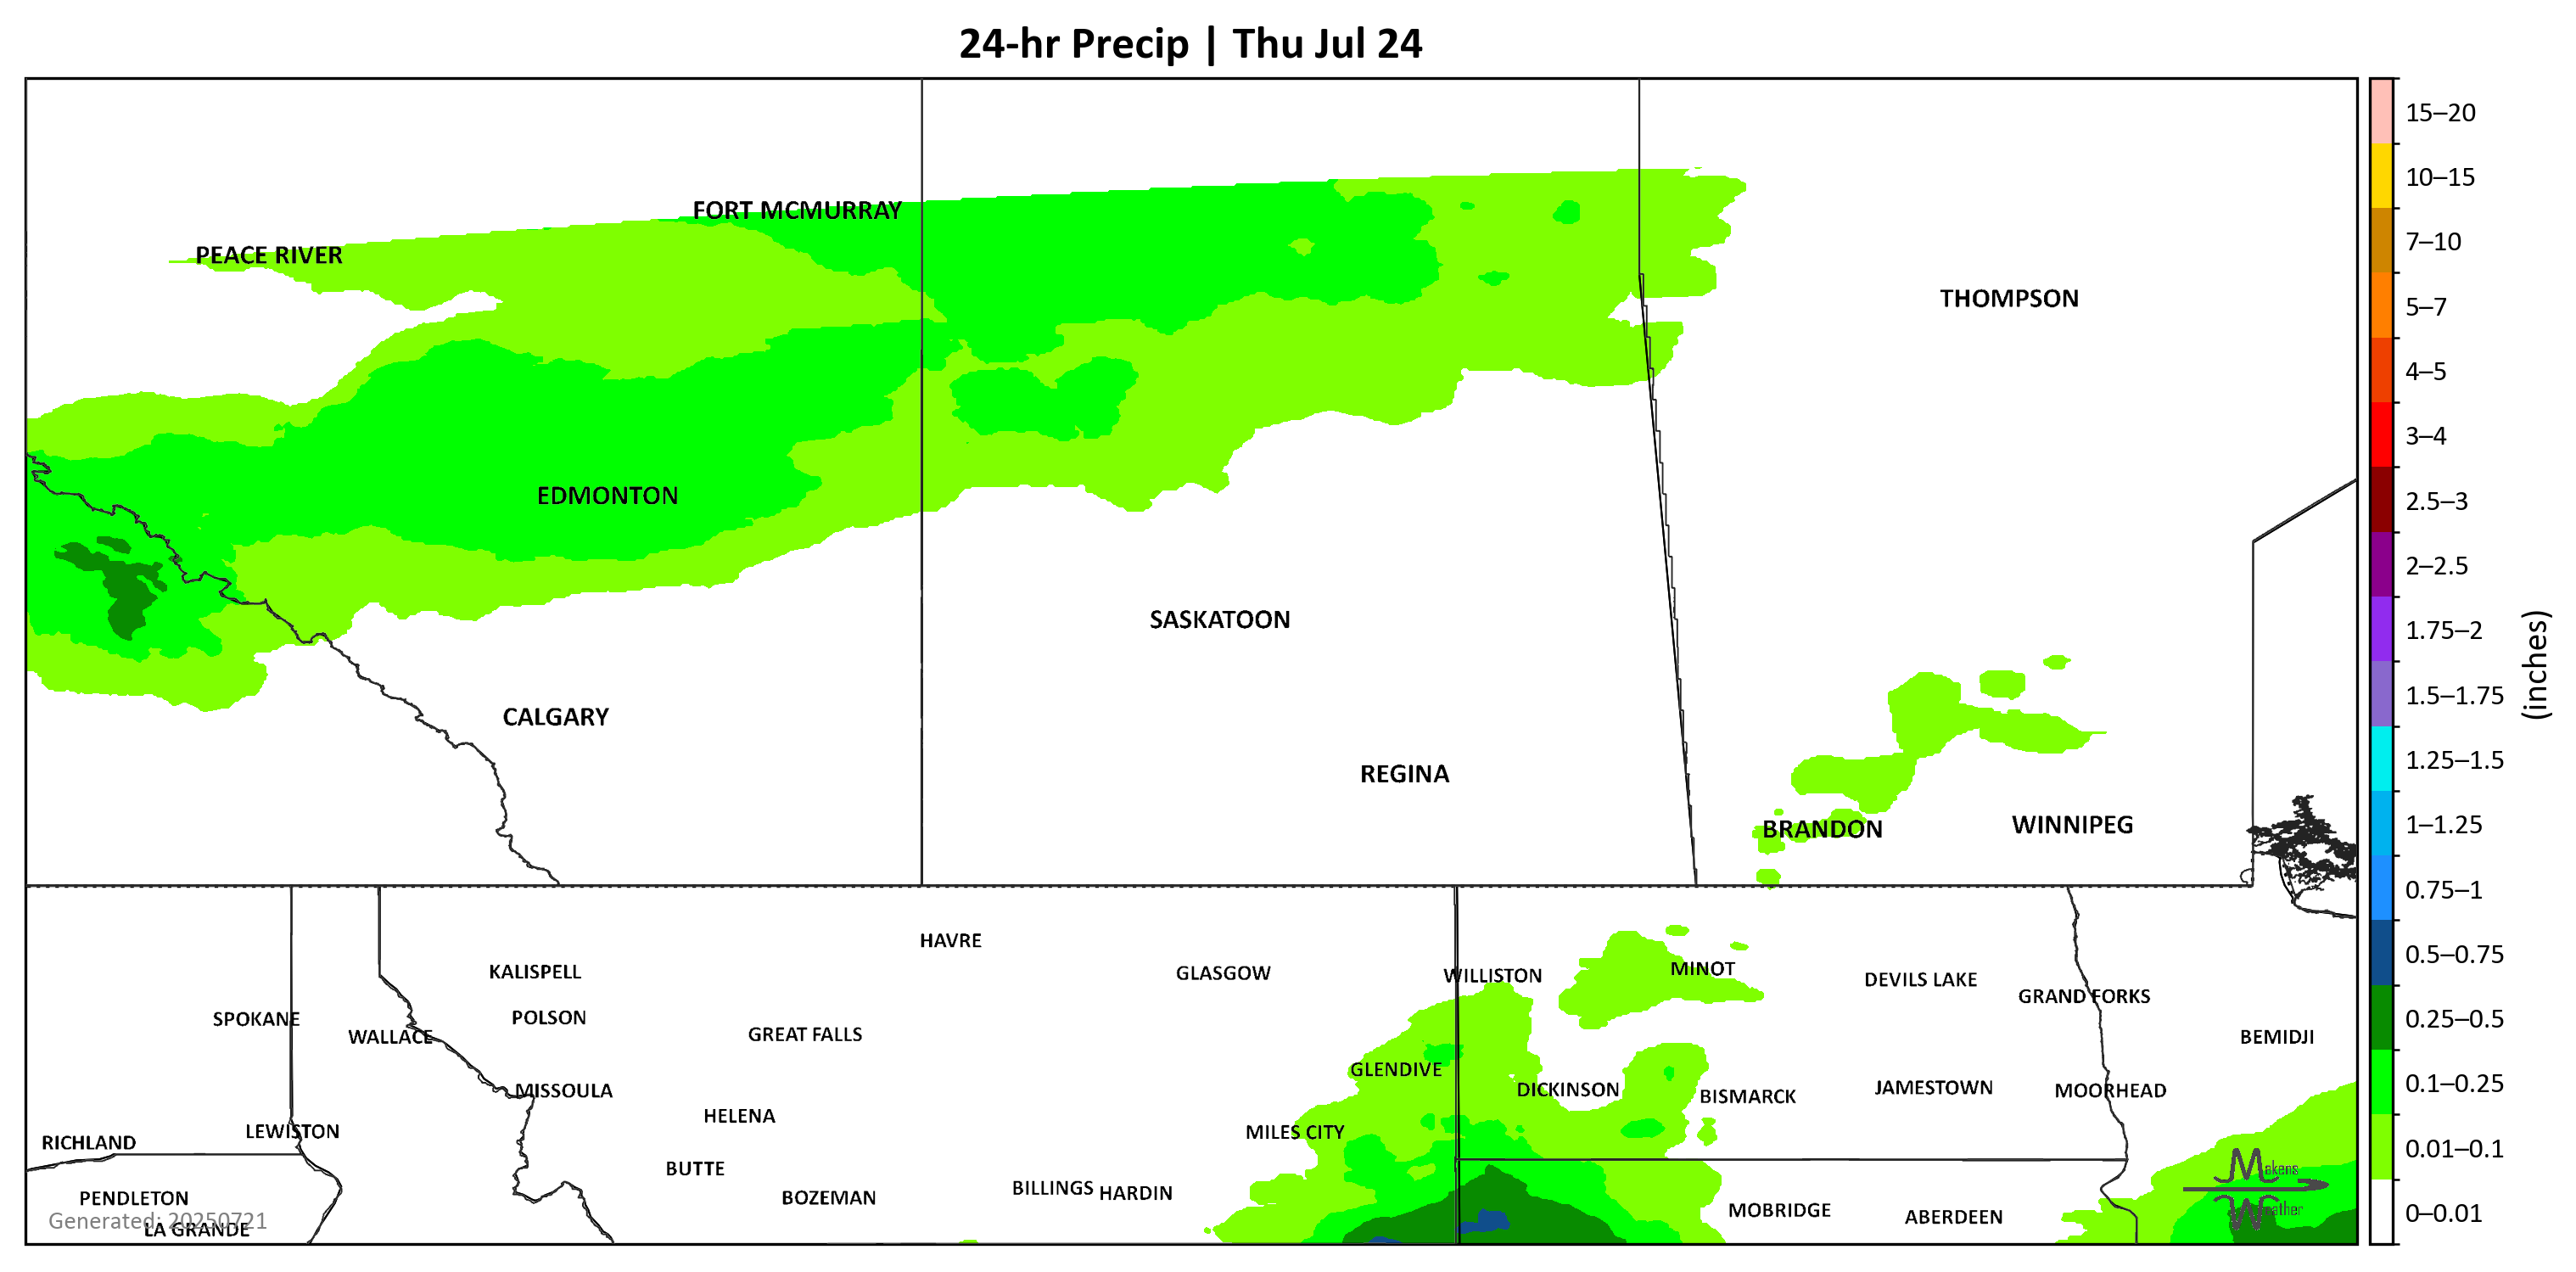 24-hr Precip | Thu Jul 24
FORT MCMURRAY
PEACE RIVER
THOMPSON
EDMONTON
SASKATOON
CALGARY
REGINA
BRANDON
WINNIPEG
HAVRE
KALISPELL
GLASGOW
WILLISTON
MINOT
DEVILS LAKE
GRAND FORKS
SPOKANE
WALLACE
POLSON
GREAT FALLS
BEMIDJI
GLENDIVE
MISSOULA
DICKINSON
BISMARCK
JAMESTOWN
MOORHEAD
HELENA
RICHLAND
LEWISTON
MILES CITY
BUTTE
PENDLETON
BOZEMAN
BILLINGS
HARDIN
MOBRIDGE
ABERDEEN
Generated: 20250721
LA GRANDE
Makens
Weather
15–20
10–15
7–10
5–7
4–5
3–4
2.5–3
2–2.5
1.75–2
1.5–1.75
1.25–1.5
1–1.25
0.75–1
0.5–0.75
0.25–0.5
0.1–0.25
0.01–0.1
0–0.01
(inches)